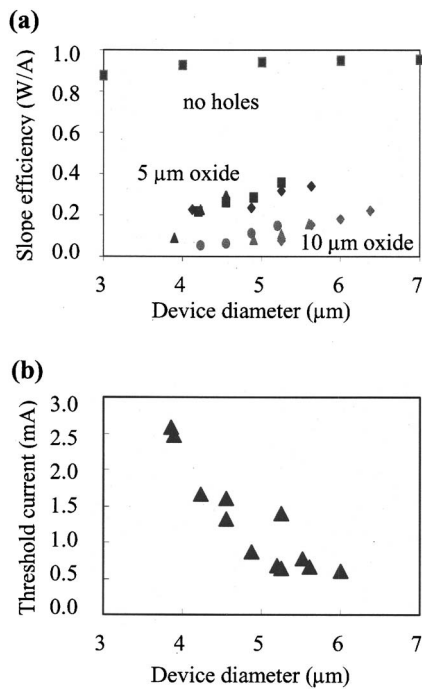 (a)
Slope efficiency (W/A)
1.0
0.8
0.6
0.4
0.2
0.0
no holes
5 µm oxide
10 µm oxide
3 4 5 6 7
Device diameter (µm)
(b)
Threshold current (mA)
3.0
2.5
2.0
1.5
1.0
0.5
0.0
3 4 5 6 7
Device diameter (µm)